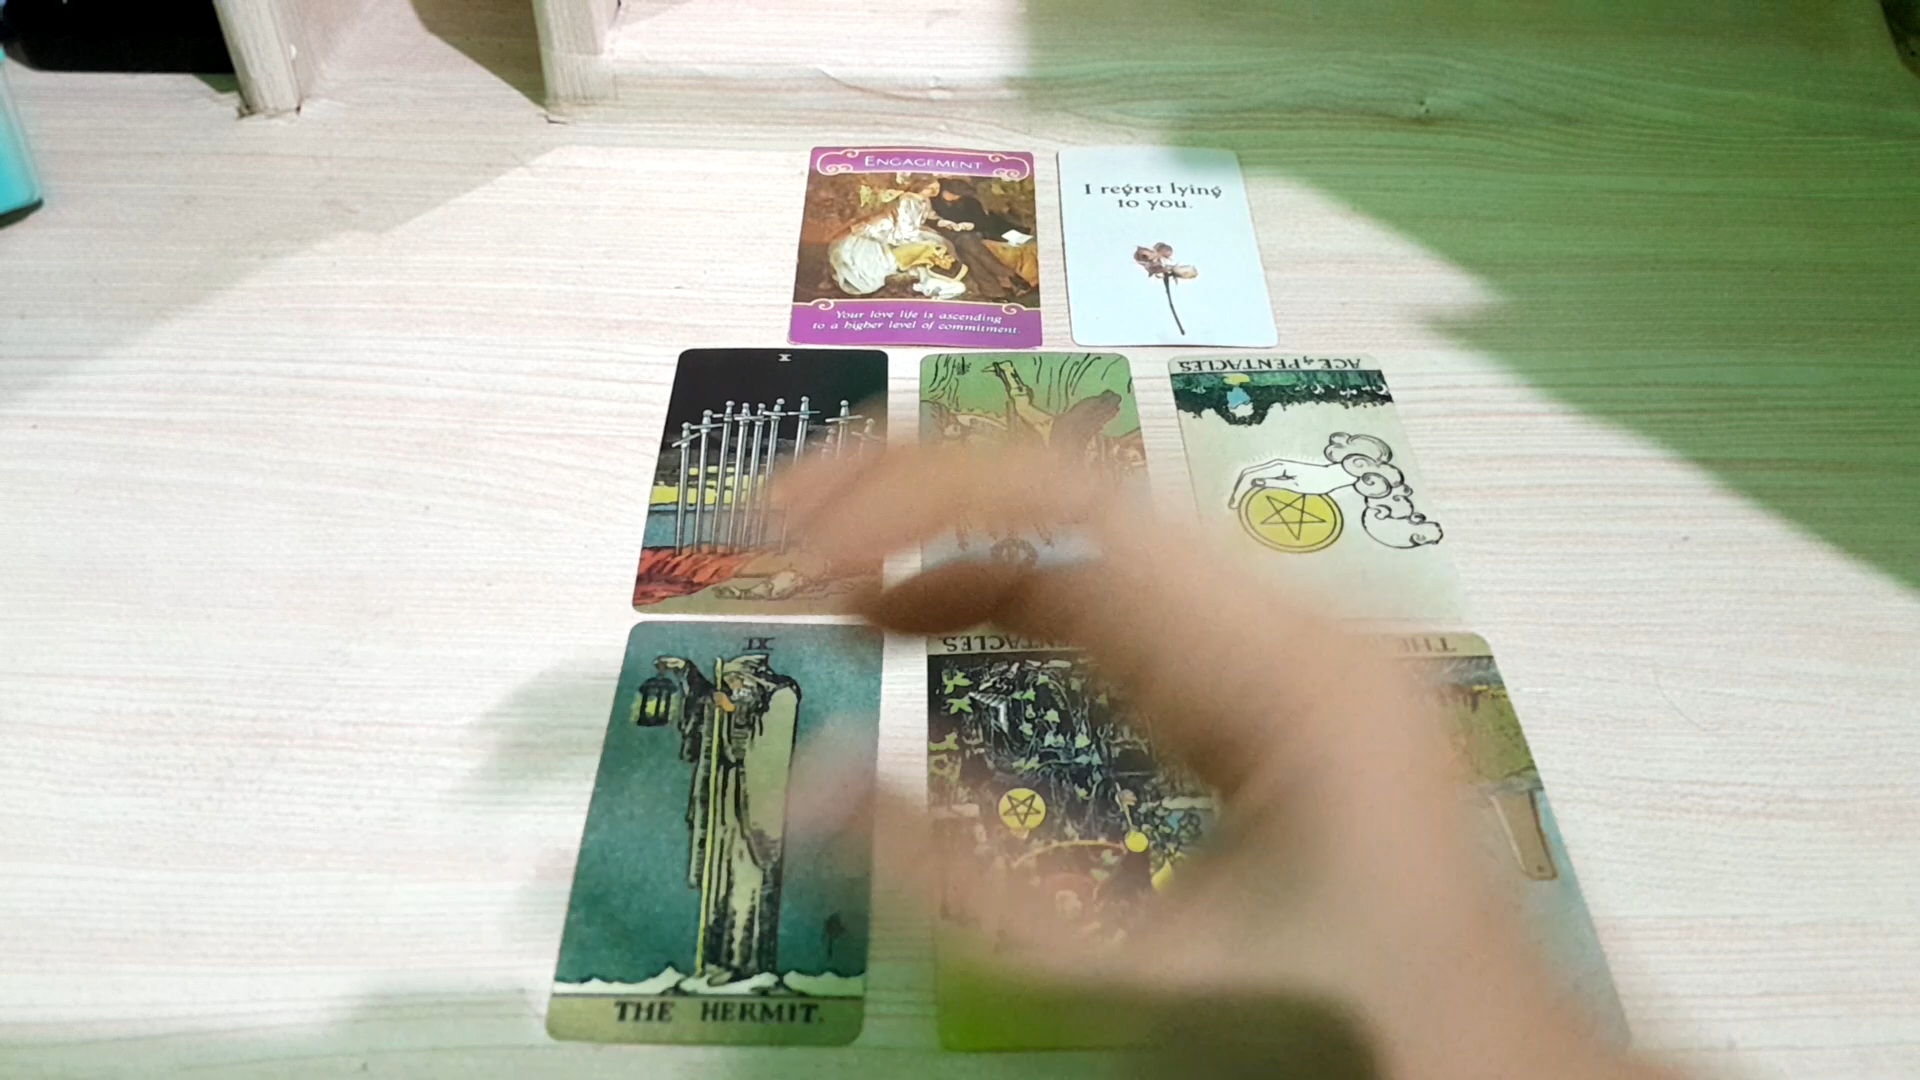 ENGAGEMENT
Your love life is ascending
to a higher level of commitment.
I regret lying
to you.
X
ACE of PENTACLES
IX
THE HERMIT.
PENTACLES.